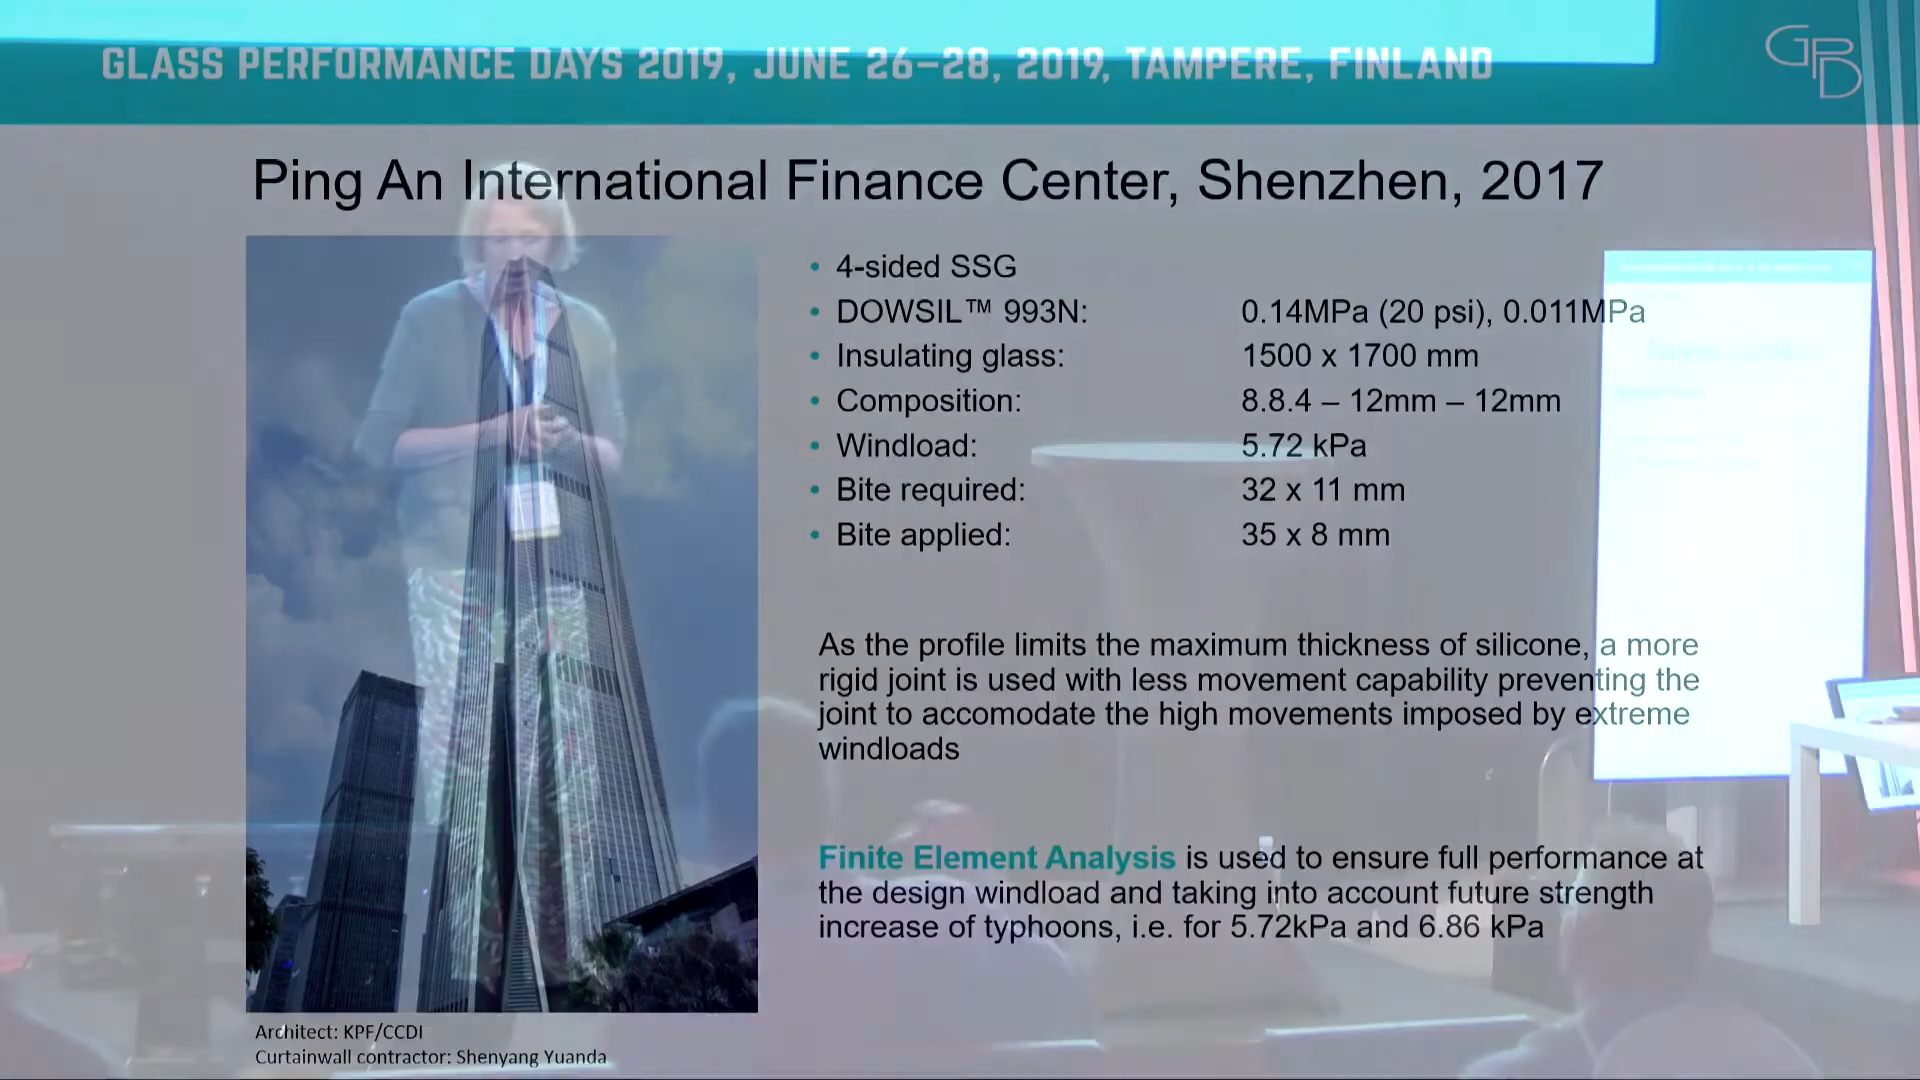 GLASS PERFORMANCE DAYS 2019, JUNE 26–28, 2019, TAMPERE, FINLAND
GPD
Ping An International Finance Center, Shenzhen, 2017
• 4-sided SSG
• DOWSIL™ 993N: 0.14MPa (20 psi), 0.011MPa
• Insulating glass: 1500 x 1700 mm
• Composition: 8.8.4 – 12mm – 12mm
• Windload: 5.72 kPa
• Bite required: 32 x 11 mm
• Bite applied: 35 x 8 mm
As the profile limits the maximum thickness of silicone, a more
rigid joint is used with less movement capability preventing the
joint to accomodate the high movements imposed by extreme
windloads
Finite Element Analysis is used to ensure full performance at
the design windload and taking into account future strength
increase of typhoons, i.e. for 5.72kPa and 6.86 kPa
Architect: KPF/CCDI
Curtainwall contractor: Shenyang Yuanda